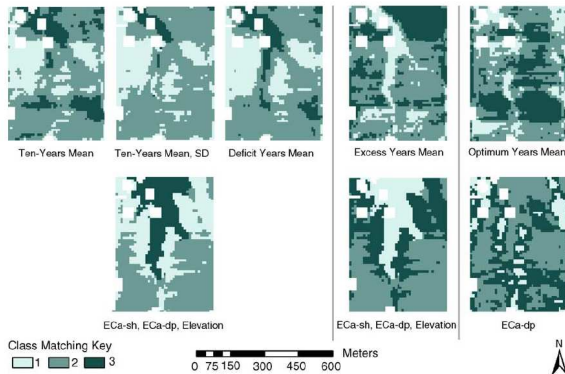 Ten-Years Mean Ten-Years Mean, SD Deficit Years Mean Excess Years Mean Optimum Years Mean
ECa-sh, ECa-dp, Elevation ECa-sh, ECa-dp, Elevation ECa-dp
Class Matching Key
1 2 3
Meters
0 75 150 300 450 600
N